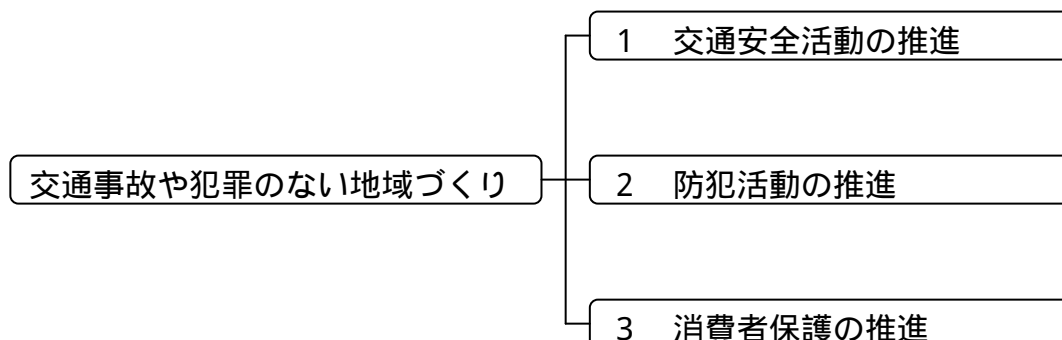 交通事故や犯罪のない地域づくり
1　交通安全活動の推進
2　防犯活動の推進
3　消費者保護の推進